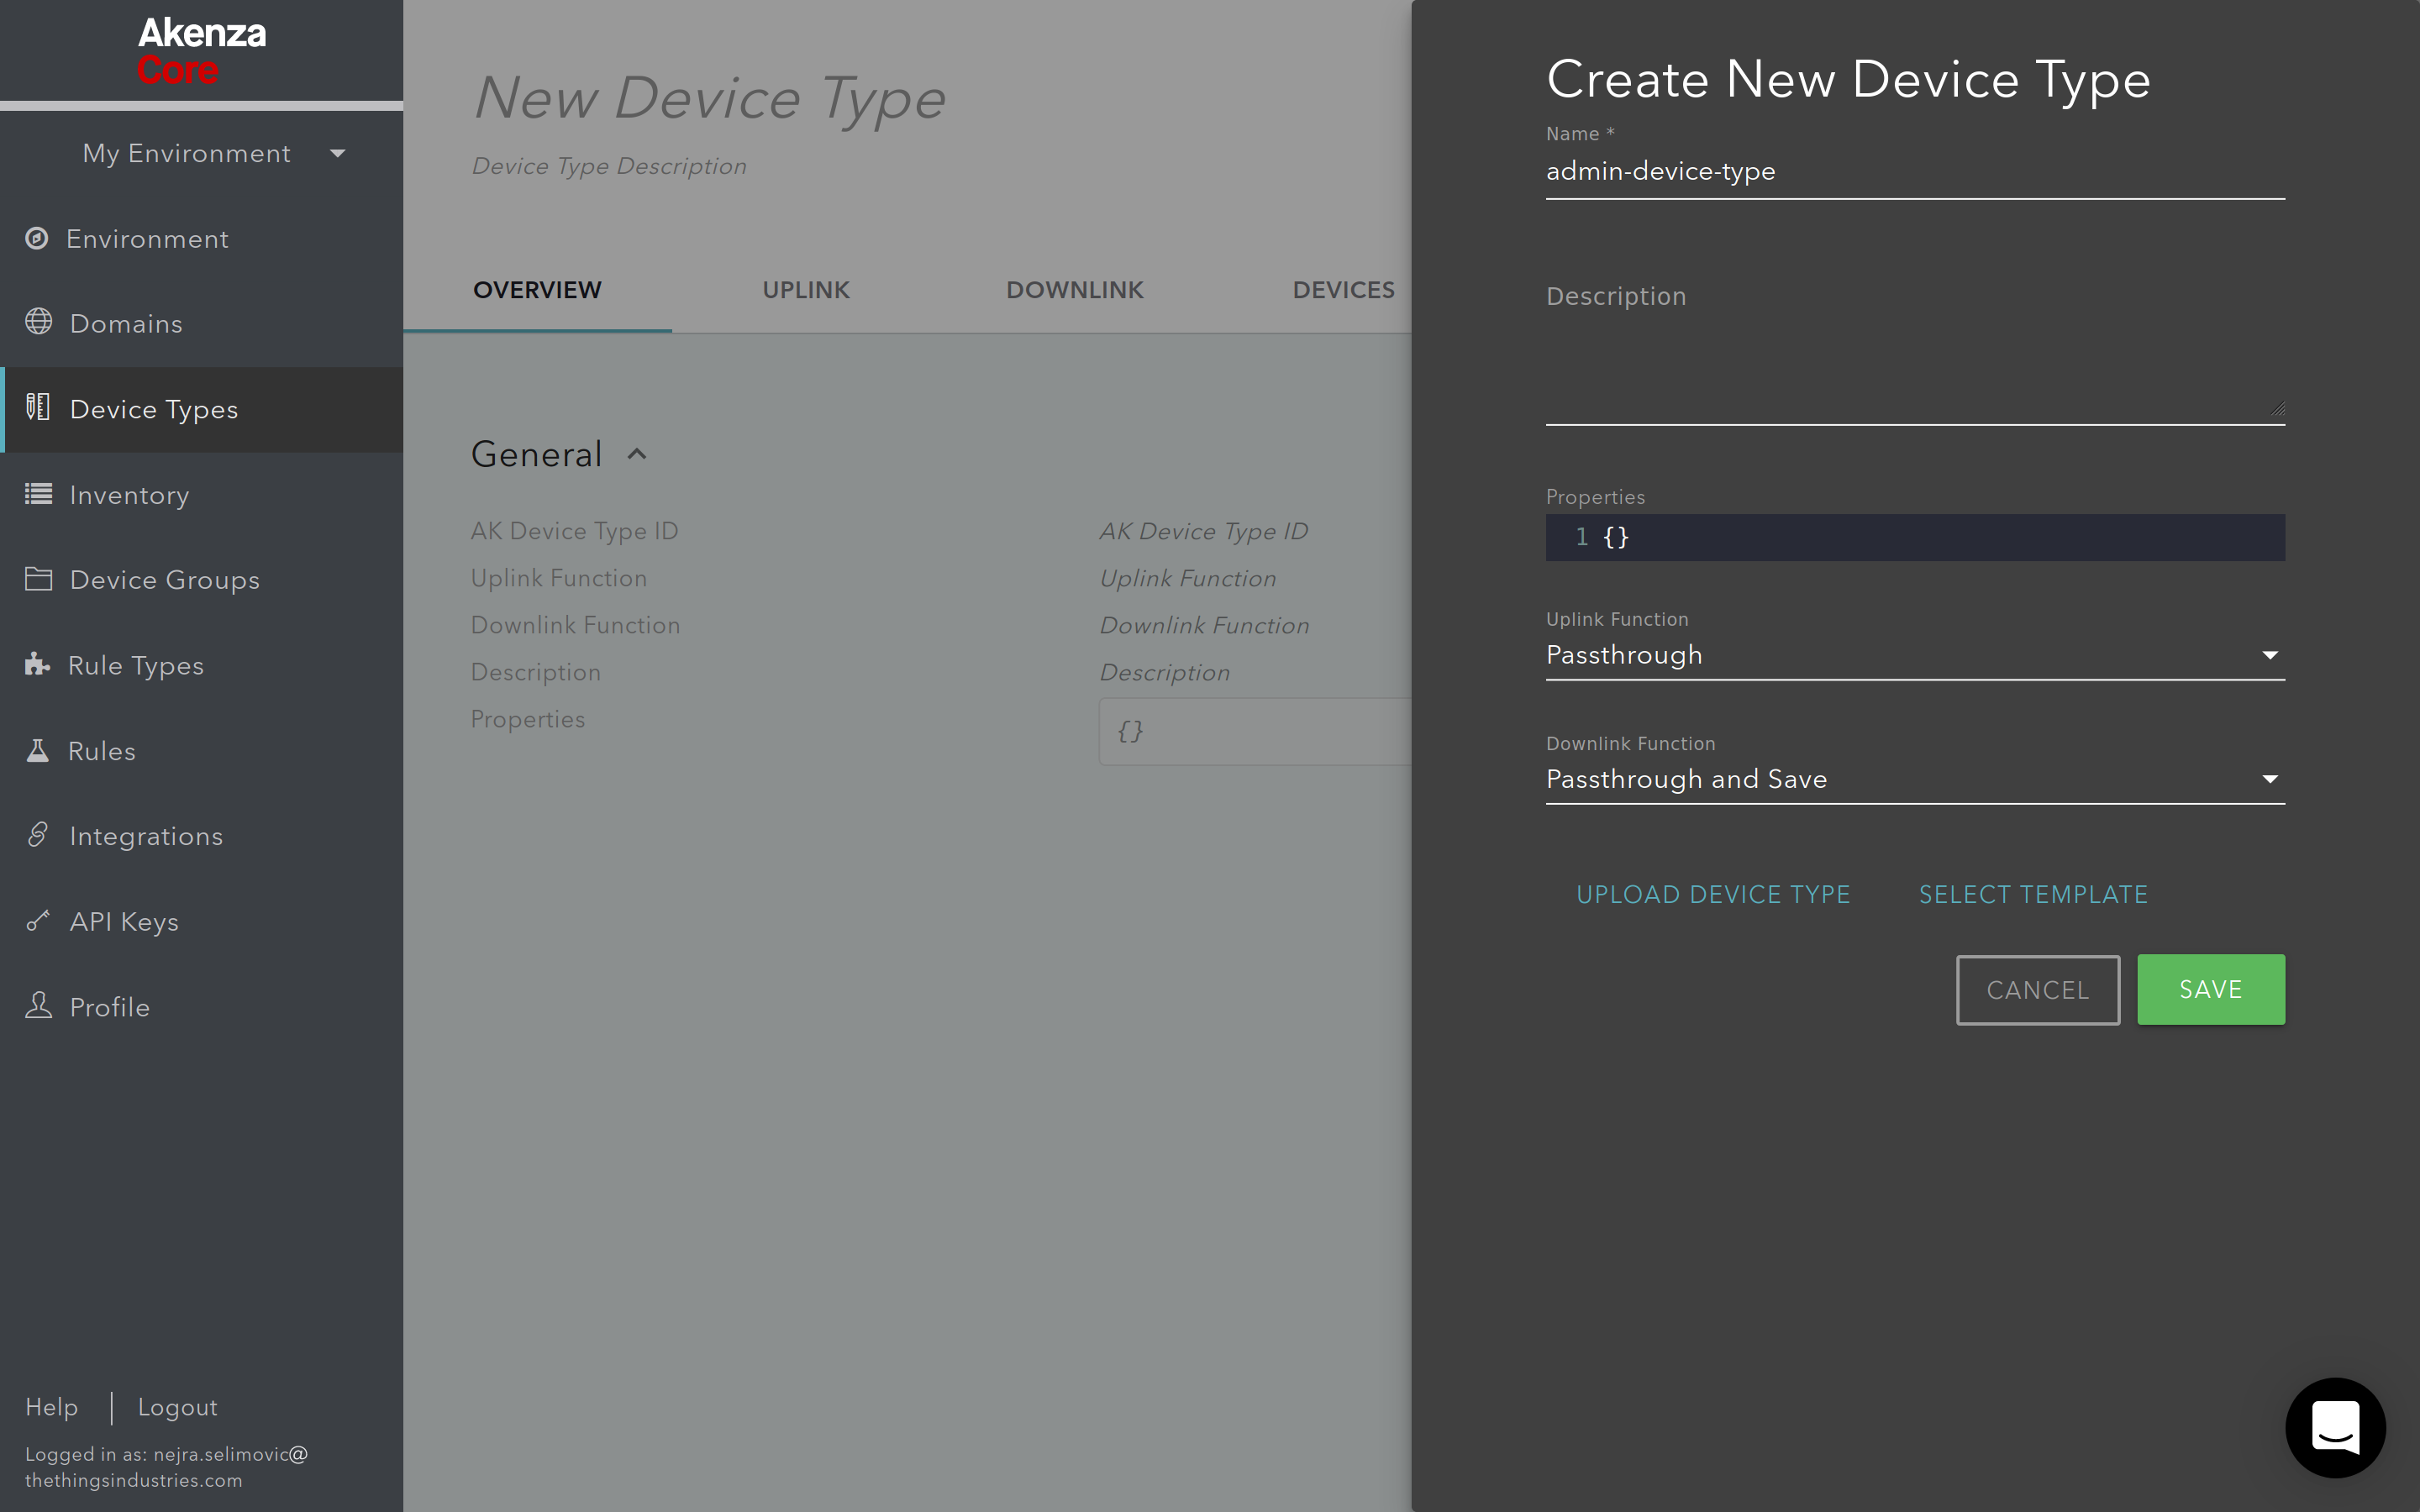 Akenza
Core
My Environment
Environment
Domains
Device Types
Inventory
Device Groups
Rule Types
Rules
Integrations
API Keys
Profile
Help
Logout
Logged in as: nejra.selimovic@
thethingsindustries.com
New Device Type
Device Type Description
OVERVIEW UPLINK DOWNLINK DEVICES
General
AK Device Type ID AK Device Type ID
Uplink Function Uplink Function
Downlink Function Downlink Function
Description Description
Properties {}
Create New Device Type
Name *
admin-device-type
Description
Properties
1 {}
Uplink Function
Passthrough
Downlink Function
Passthrough and Save
UPLOAD DEVICE TYPE SELECT TEMPLATE
CANCEL SAVE